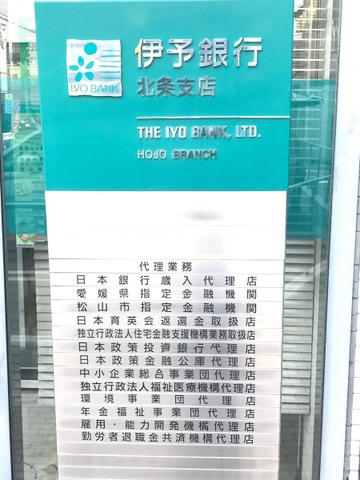 IYO BANK
伊予銀行
北条支店
THE IYO BANK, LTD.
HOJO BRANCH
代理業務
日本銀行歳入代理店
愛媛県指定金融機関
松山市指定金融機関
日本育英会返還金取扱店
独立行政法人住宅金融支援機構業務取扱店
日本政策投資銀行代理店
日本政策金融公庫代理店
中小企業総合事業団代理店
独立行政法人福祉医療機構代理店
環境事業団代理店
年金福祉事業団代理店
雇用・能力開発機構代理店
勤労者退職金共済機構代理店